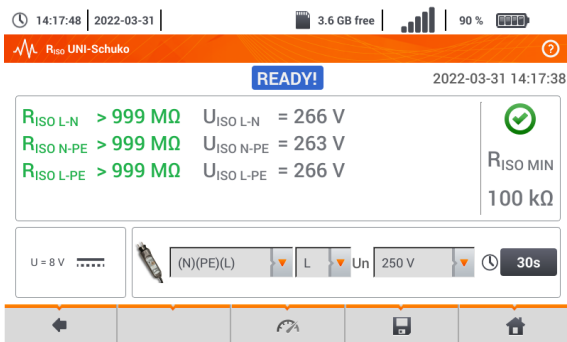 14:17:48 2022-03-31 3.6 GB free 90 %
RISO UNI-Schuko ?
READY! 2022-03-31 14:17:38
RISO L-N > 999 MΩ UISO L-N = 266 V
RISO N-PE > 999 MΩ UISO N-PE = 263 V
RISO L-PE > 999 MΩ UISO L-PE = 266 V
RISO MIN
100 kΩ
U = 8 V (N)(PE)(L) L Un 250 V 30s